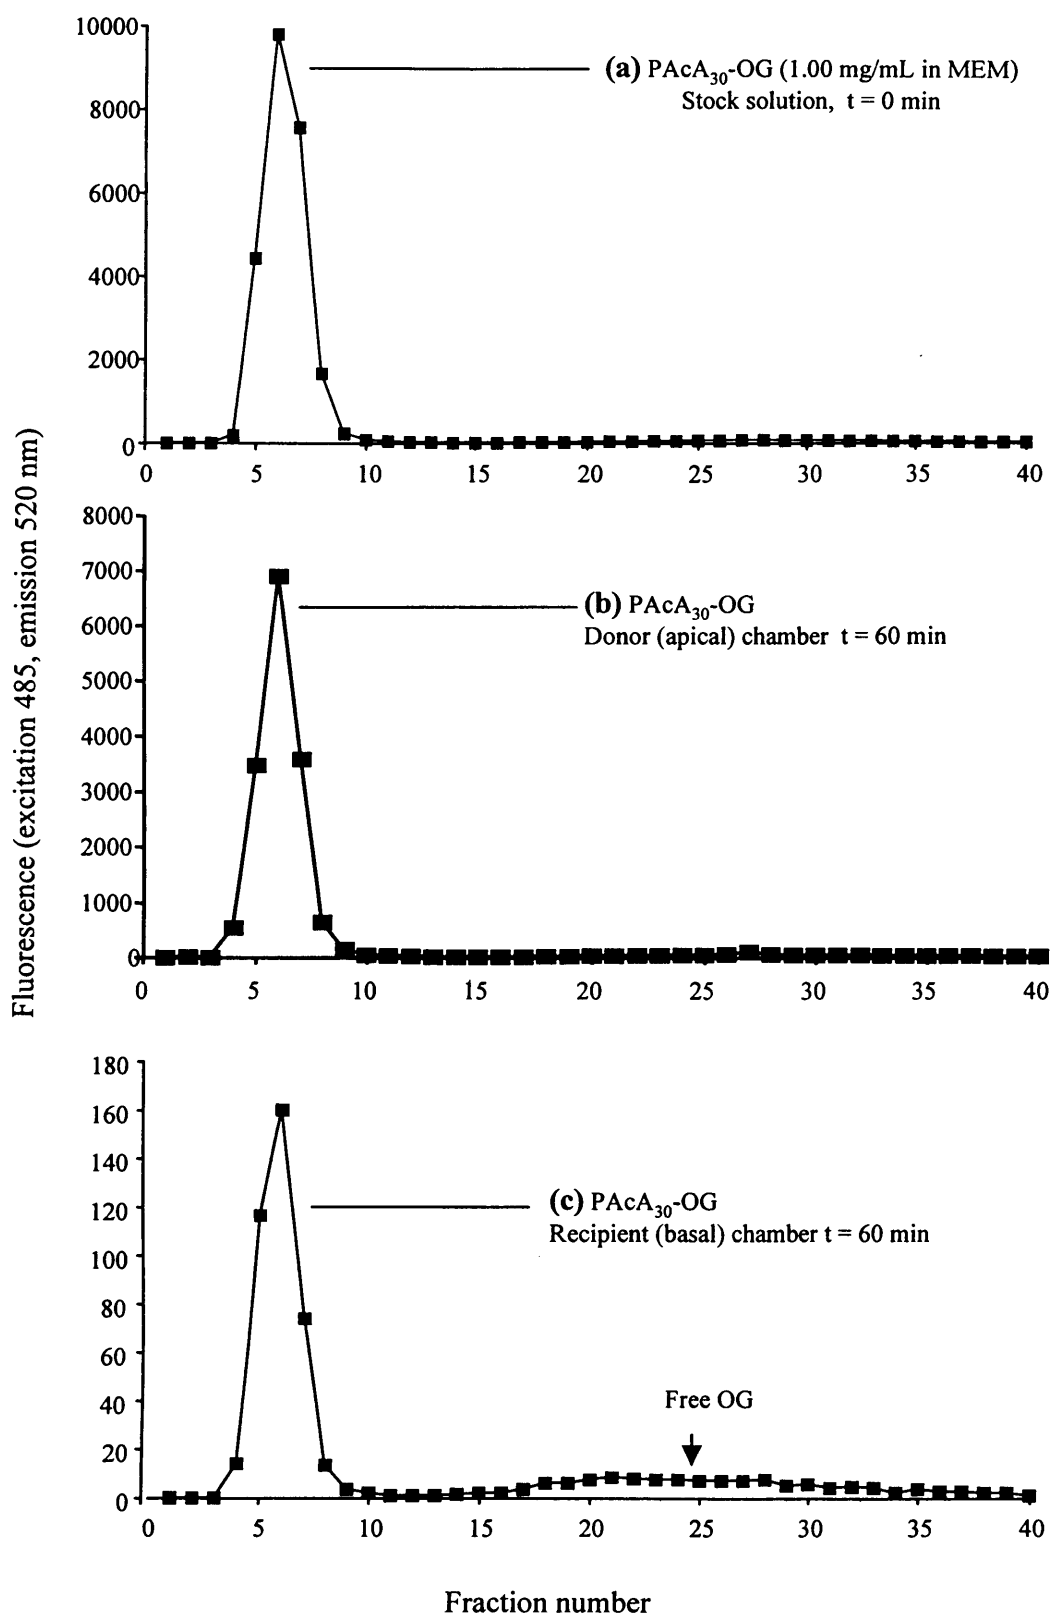 10000
8000
6000
4000
2000
0
0 5 10 15 20 25 30 35 40
(a) PAcA30-OG (1.00 mg/mL in MEM)
Stock solution, t = 0 min
Fluorescence (excitation 485, emission 520 nm)
8000
7000
6000
5000
4000
3000
2000
1000
0
0 5 10 15 20 25 30 35 40
(b) PAcA30-OG
Donor (apical) chamber t = 60 min
180
160
140
120
100
80
60
40
20
0
0 5 10 15 20 25 30 35 40
(c) PAcA30-OG
Recipient (basal) chamber t = 60 min
Free OG
Fraction number